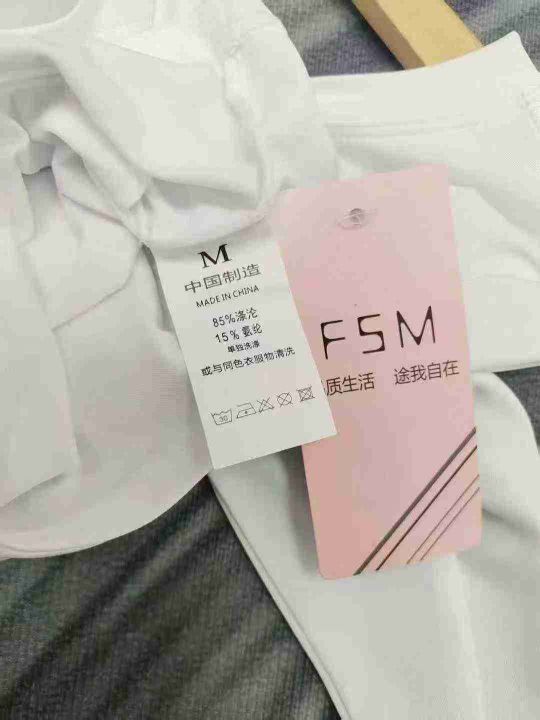 M
中国制造
MADE IN CHINA
85%涤沦
15%氨纶
单独洗涤
或与同色衣服物清洗
30
FSM
质生活 途我自在